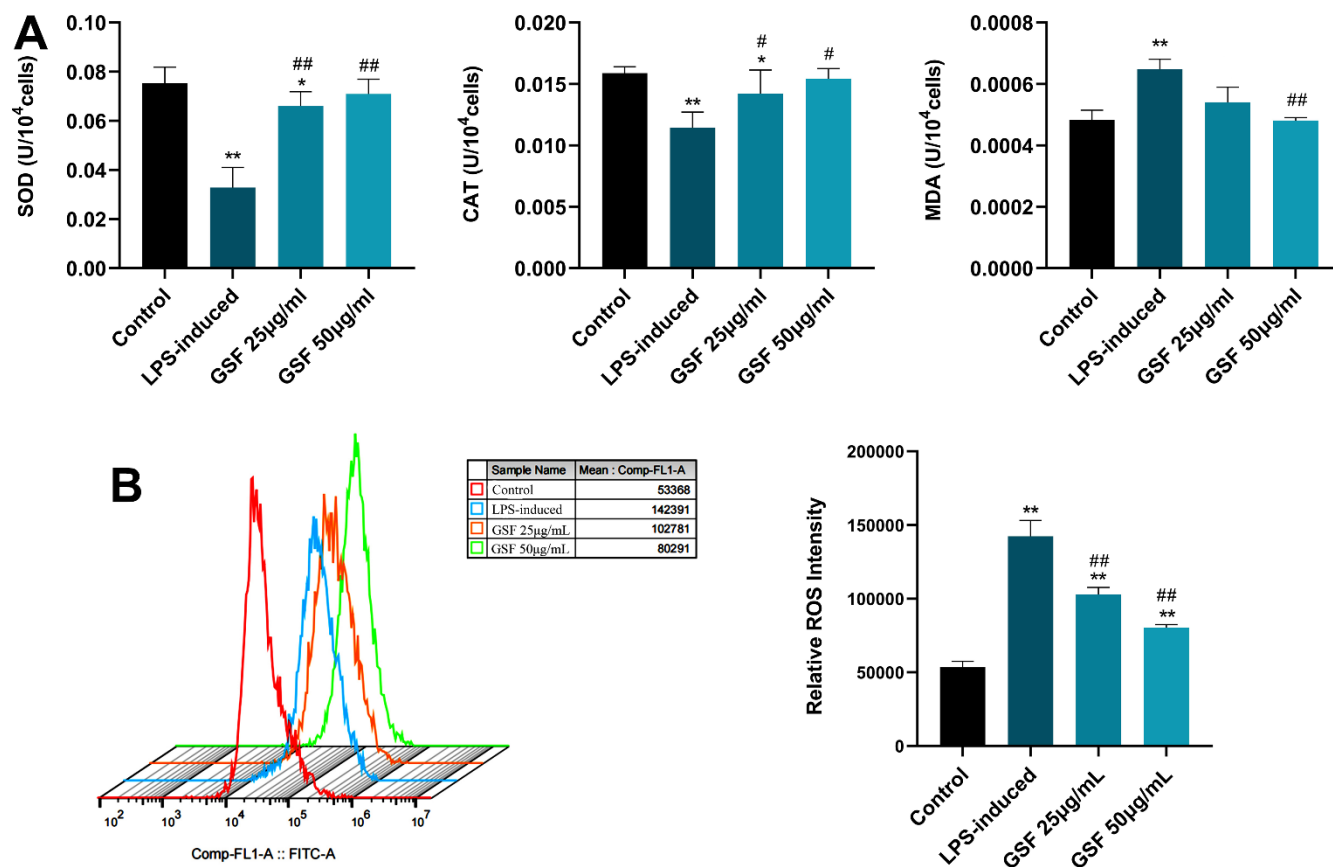 A
SOD (U/10⁴cells)
0.10
0.08
0.06
0.04
0.02
0.00
**
##
*
##
Control
LPS-induced
GSF 25μg/ml
GSF 50μg/ml
CAT (U/10⁴cells)
0.020
0.015
0.010
0.005
0.000
**
#
*
#
Control
LPS-induced
GSF 25μg/ml
GSF 50μg/ml
MDA (U/10⁴cells)
0.0008
0.0006
0.0004
0.0002
0.0000
**
##
Control
LPS-induced
GSF 25μg/ml
GSF 50μg/ml
B
Sample Name Mean : Comp-FL1-A
Control 53368
LPS-induced 142391
GSF 25μg/mL 102781
GSF 50μg/mL 80291
10² 10³ 10⁴ 10⁵ 10⁶ 10⁷
Comp-FL1-A :: FITC-A
Relative ROS Intensity
200000
150000
100000
50000
0
**
##
**
##
**
Control
LPS-induced
GSF 25μg/mL
GSF 50μg/mL